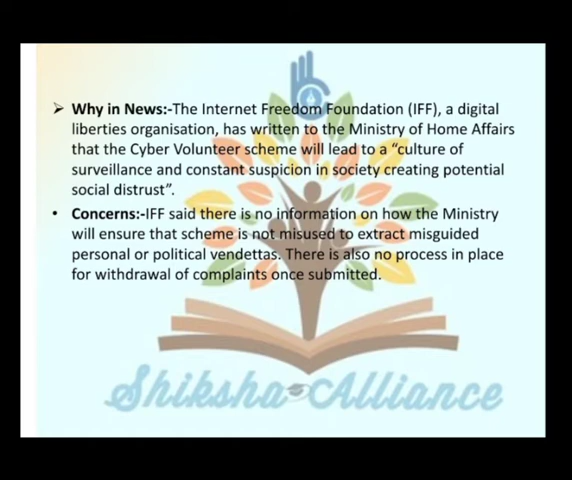 ➢ Why in News:-The Internet Freedom Foundation (IFF), a digital
liberties organisation, has written to the Ministry of Home Affairs
that the Cyber Volunteer scheme will lead to a “culture of
surveillance and constant suspicion in society creating potential
social distrust”.
• Concerns:-IFF said there is no information on how the Ministry
will ensure that scheme is not misused to extract misguided
personal or political vendettas. There is also no process in place
for withdrawal of complaints once submitted.
Shiksha Alliance